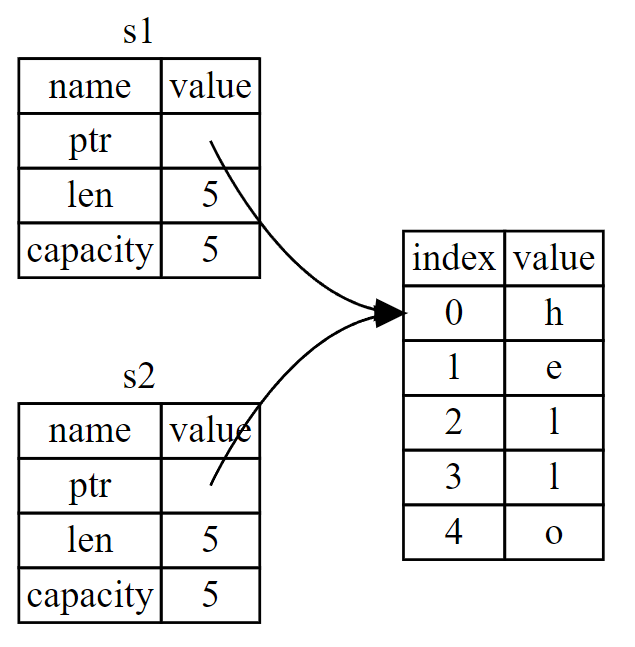 s1
name value
ptr
len 5
capacity 5
s2
name value
ptr
len 5
capacity 5
index value
0 h
1 e
2 l
3 l
4 o